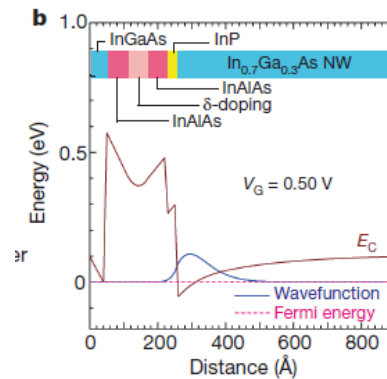 b
1.0
InGaAs
InP
In0.7Ga0.3As NW
InAlAs
δ-doping
InAlAs
0.5
VG = 0.50 V
EC
er
0
Wavefunction
Fermi energy
0 200 400 600 800
Distance (Å)
Energy (eV)